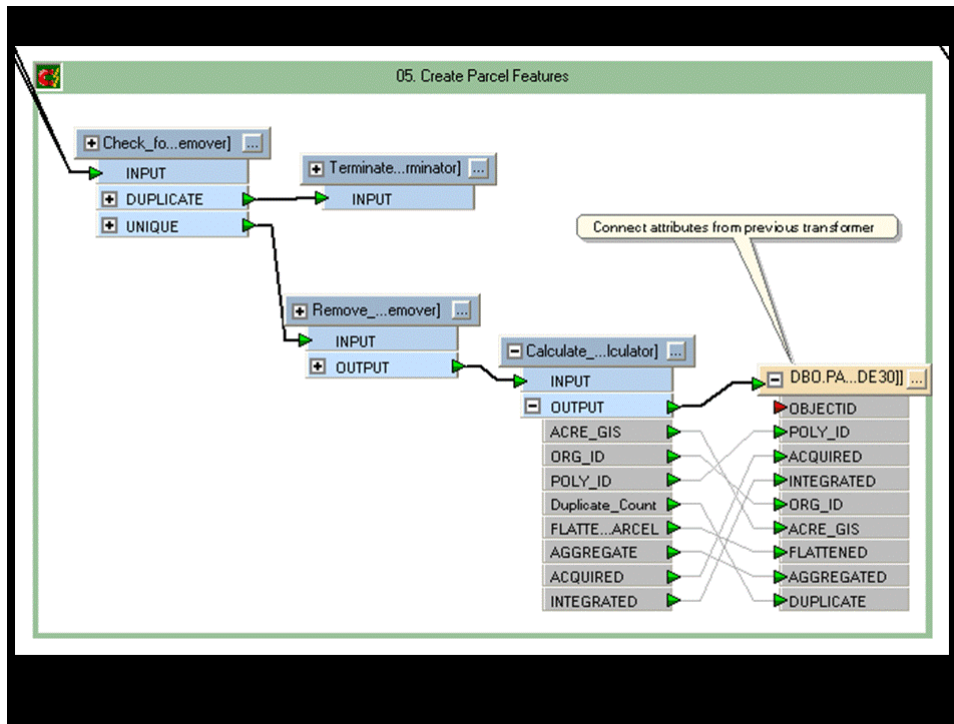 05. Create Parcel Features
Check_fo...emover] ...
INPUT
DUPLICATE
UNIQUE
Terminate...rminator] ...
INPUT
Connect attributes from previous transformer
Remove_...emover] ...
INPUT
OUTPUT
Calculate_...lculator] ...
INPUT
OUTPUT
ACRE_GIS
ORG_ID
POLY_ID
Duplicate_Count
FLATTE...ARCEL
AGGREGATE
ACQUIRED
INTEGRATED
DBO.PA...DE30]] ...
OBJECTID
POLY_ID
ACQUIRED
INTEGRATED
ORG_ID
ACRE_GIS
FLATTENED
AGGREGATED
DUPLICATE